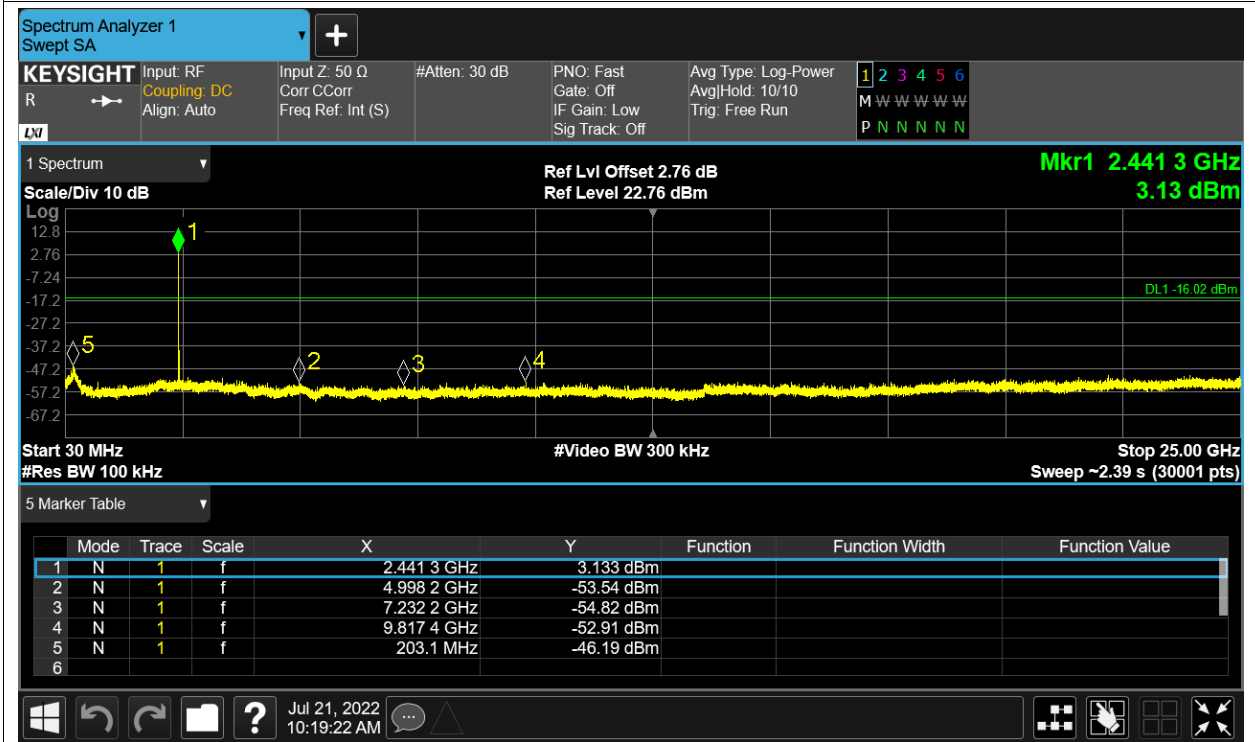 Spectrum Analyzer 1
Swept SA
+
KEYSIGHT Input: RF Input Z: 50 Ω #Atten: 30 dB PNO: Fast Avg Type: Log-Power 1 2 3 4 5 6
R Coupling: DC Corr CCorr Gate: Off Avg|Hold: 10/10 M W W W W W
Align: Auto Freq Ref: Int (S) IF Gain: Low Trig: Free Run
LXI Sig Track: Off P N N N N N
1 Spectrum Ref Lvl Offset 2.76 dB Mkr1 2.441 3 GHz
Scale/Div 10 dB Ref Level 22.76 dBm 3.13 dBm
Log
12.8 1
2.76
-7.24
DL1 -16.02 dBm
-17.2
-27.2
-37.2 5
2 3 4
-47.2
-57.2
-67.2
Start 30 MHz #Video BW 300 kHz Stop 25.00 GHz
#Res BW 100 kHz Sweep ~2.39 s (30001 pts)
5 Marker Table
Mode Trace Scale X Y Function Function Width Function Value
1 N 1 f 2.441 3 GHz 3.133 dBm
2 N 1 f 4.998 2 GHz -53.54 dBm
3 N 1 f 7.232 2 GHz -54.82 dBm
4 N 1 f 9.817 4 GHz -52.91 dBm
5 N 1 f 203.1 MHz -46.19 dBm
6
? Jul 21, 2022
10:19:22 AM